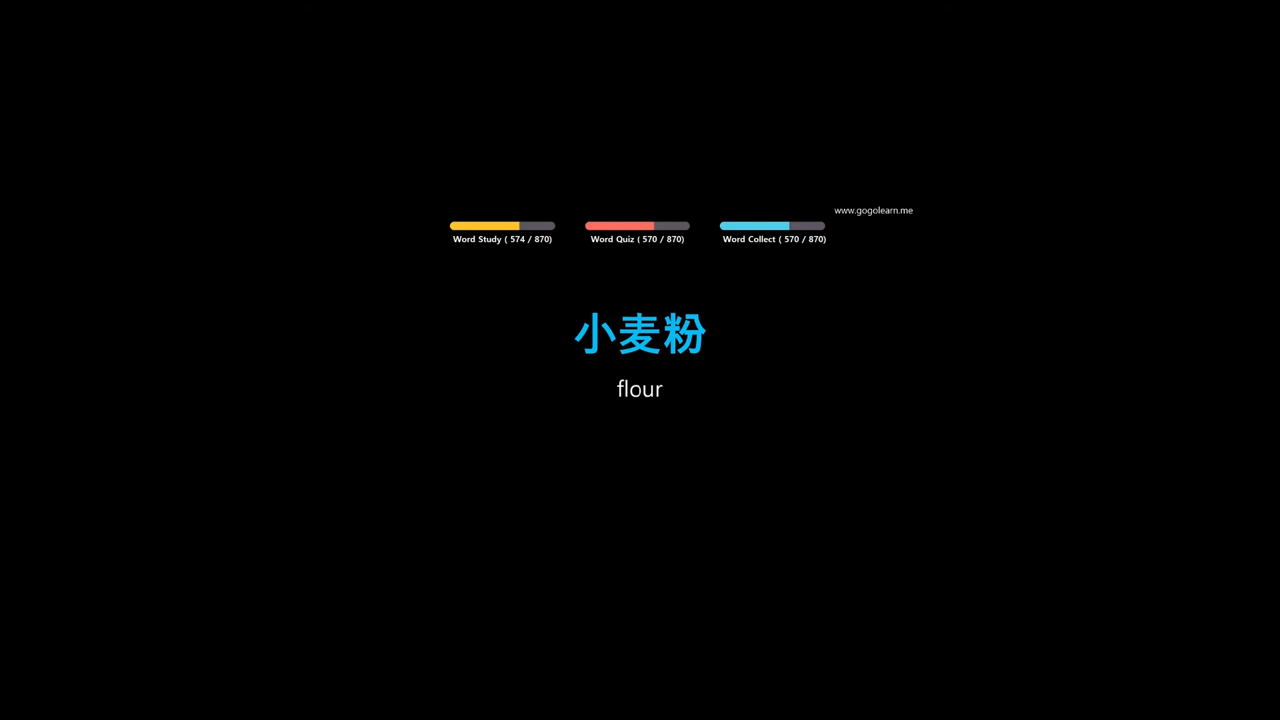 www.gogolearn.me
Word Study ( 574 / 870)
Word Quiz ( 570 / 870)
Word Collect ( 570 / 870)
小麦粉
flour